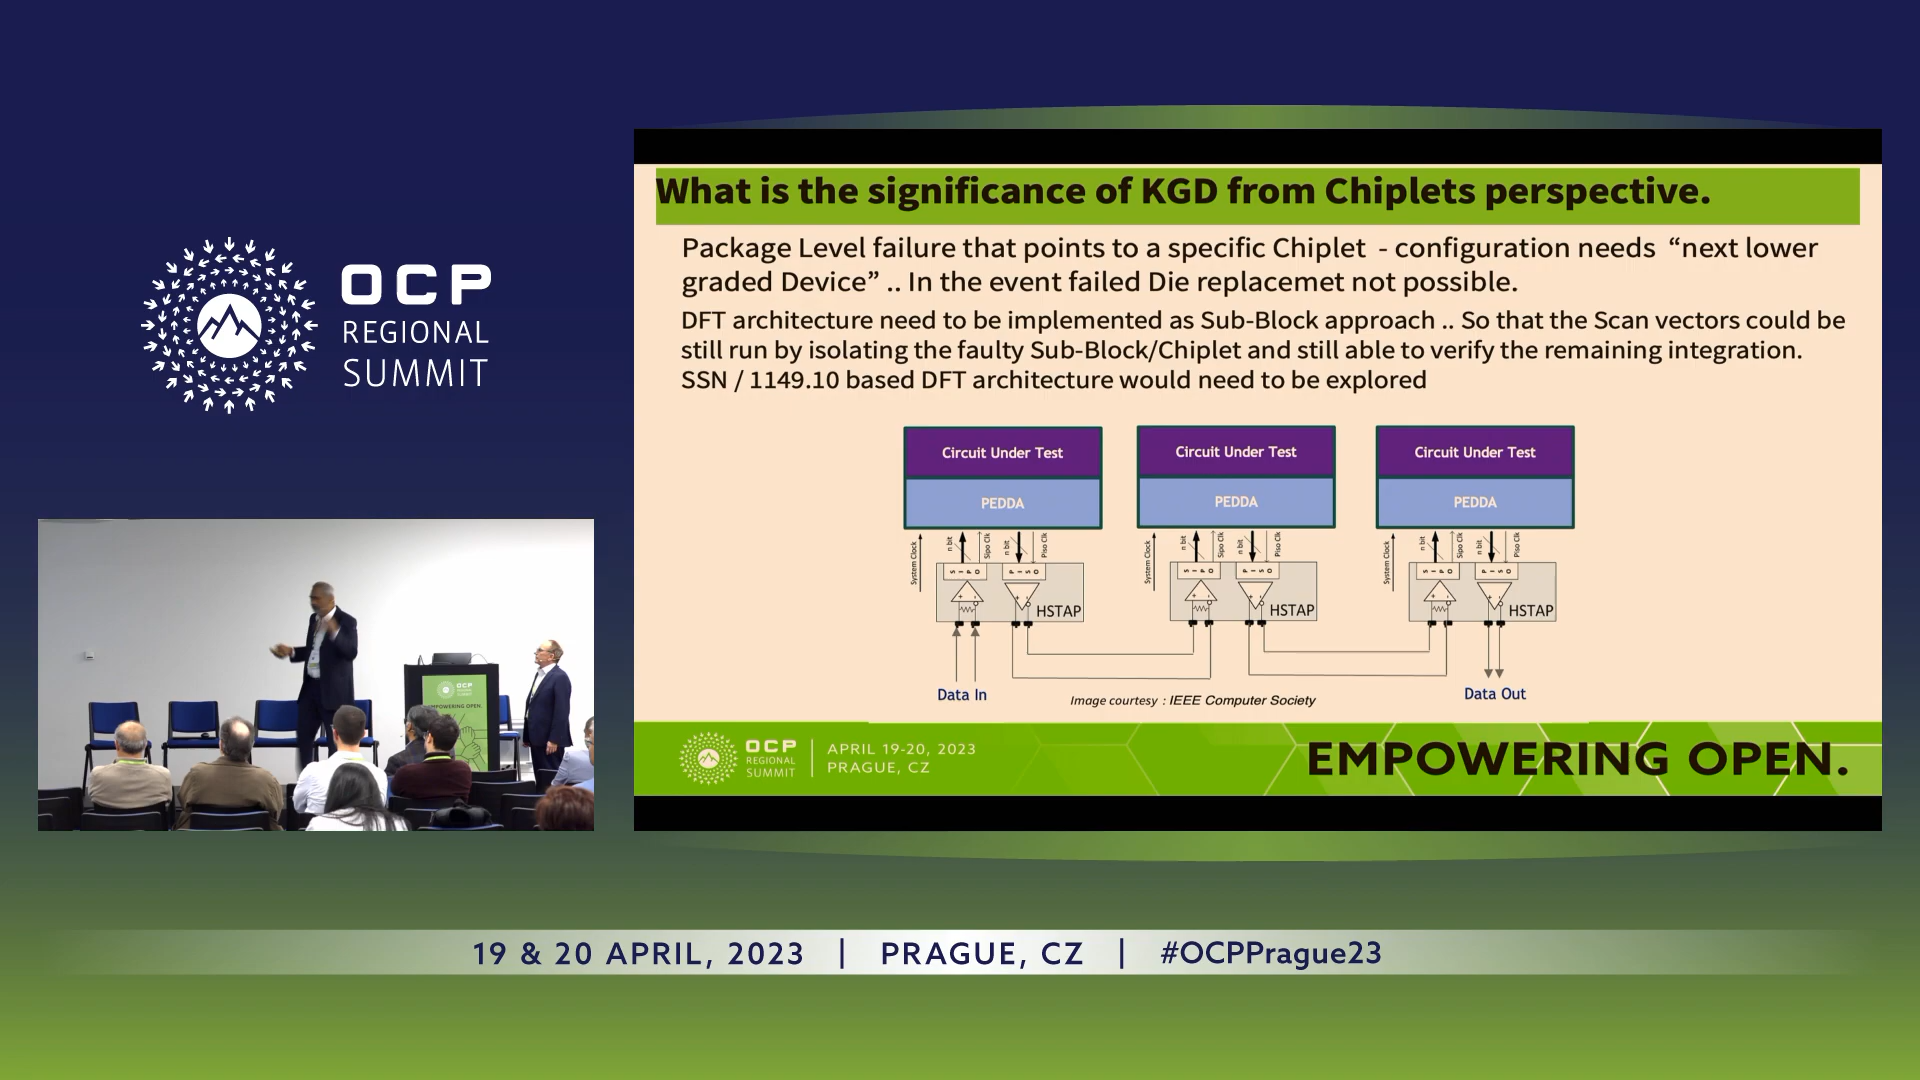 OCP
REGIONAL
SUMMIT
What is the significance of KGD from Chiplets perspective.
Package Level failure that points to a specific Chiplet - configuration needs “next lower
graded Device” .. In the event failed Die replacemet not possible.
DFT architecture need to be implemented as Sub-Block approach .. So that the Scan vectors could be
still run by isolating the faulty Sub-Block/Chiplet and still able to verify the remaining integration.
SSN / 1149.10 based DFT architecture would need to be explored
Circuit Under Test
Circuit Under Test
Circuit Under Test
PEDDA
PEDDA
PEDDA
System Clock
n bit
Sipo Clk
n bit
Piso Clk
System Clock
n bit
Sipo Clk
n bit
Piso Clk
System Clock
n bit
Sipo Clk
n bit
Piso Clk
S I P O
P I S O
S I P O
P I S O
S I P O
P I S O
HSTAP
HSTAP
HSTAP
Data In
Image courtesy : IEEE Computer Society
Data Out
OCP
REGIONAL
SUMMIT
APRIL 19-20, 2023
PRAGUE, CZ
EMPOWERING OPEN.
OCP
EMPOWERING OPEN.
19 & 20 APRIL, 2023 | PRAGUE, CZ | #OCPPrague23